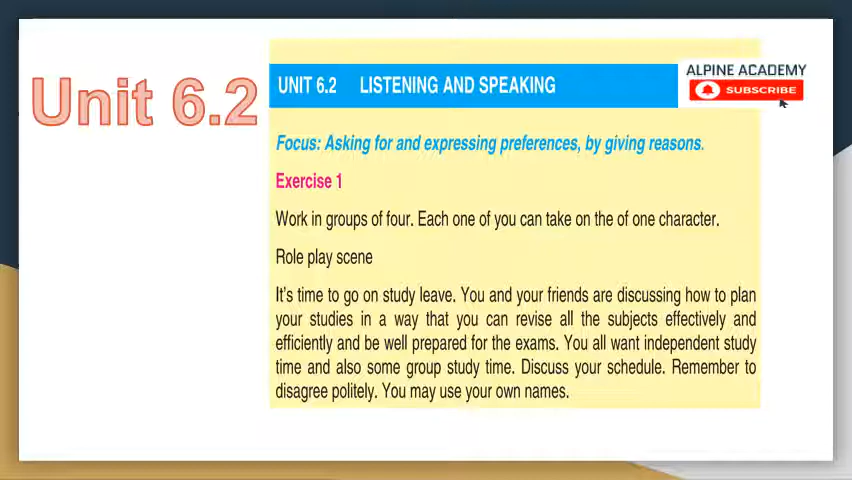 Unit 6.2
UNIT 6.2 LISTENING AND SPEAKING
ALPINE ACADEMY
SUBSCRIBE
Focus: Asking for and expressing preferences, by giving reasons.
Exercise 1
Work in groups of four. Each one of you can take on the of one character.
Role play scene
It's time to go on study leave. You and your friends are discussing how to plan
your studies in a way that you can revise all the subjects effectively and
efficiently and be well prepared for the exams. You all want independent study
time and also some group study time. Discuss your schedule. Remember to
disagree politely. You may use your own names.